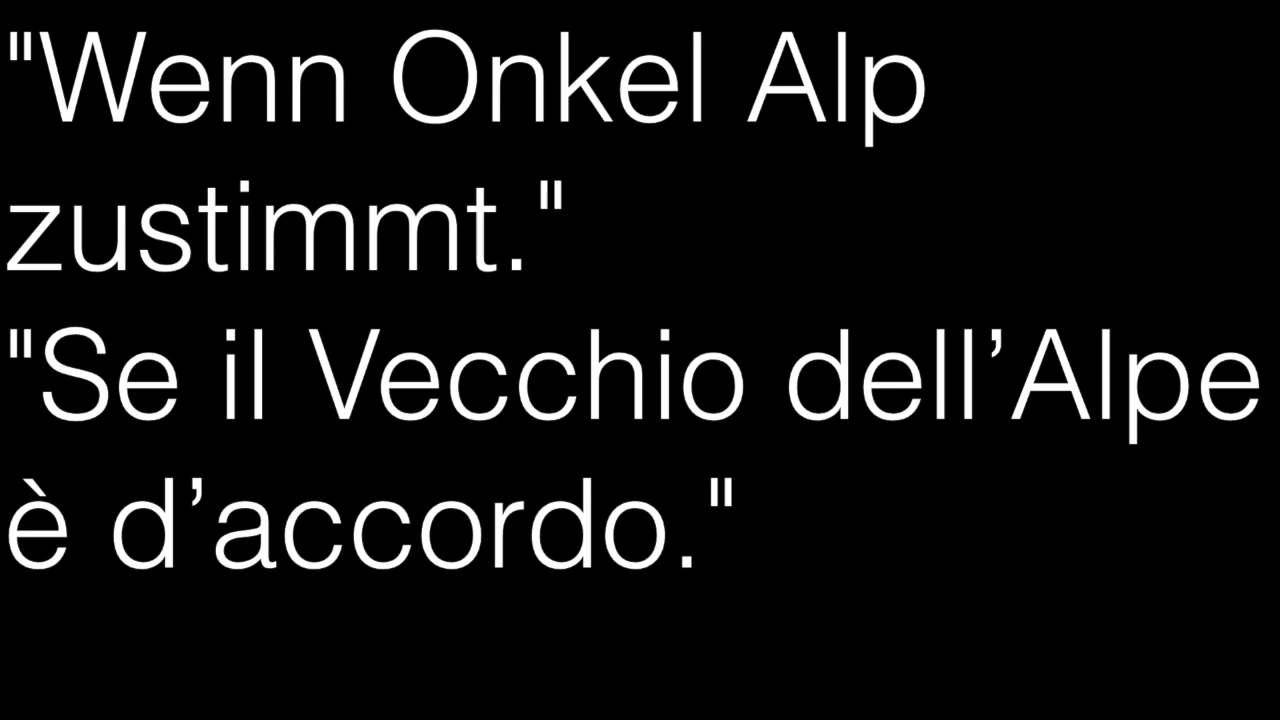 "Wenn Onkel Alp
zustimmt."
"Se il Vecchio dell’Alpe
è d’accordo."